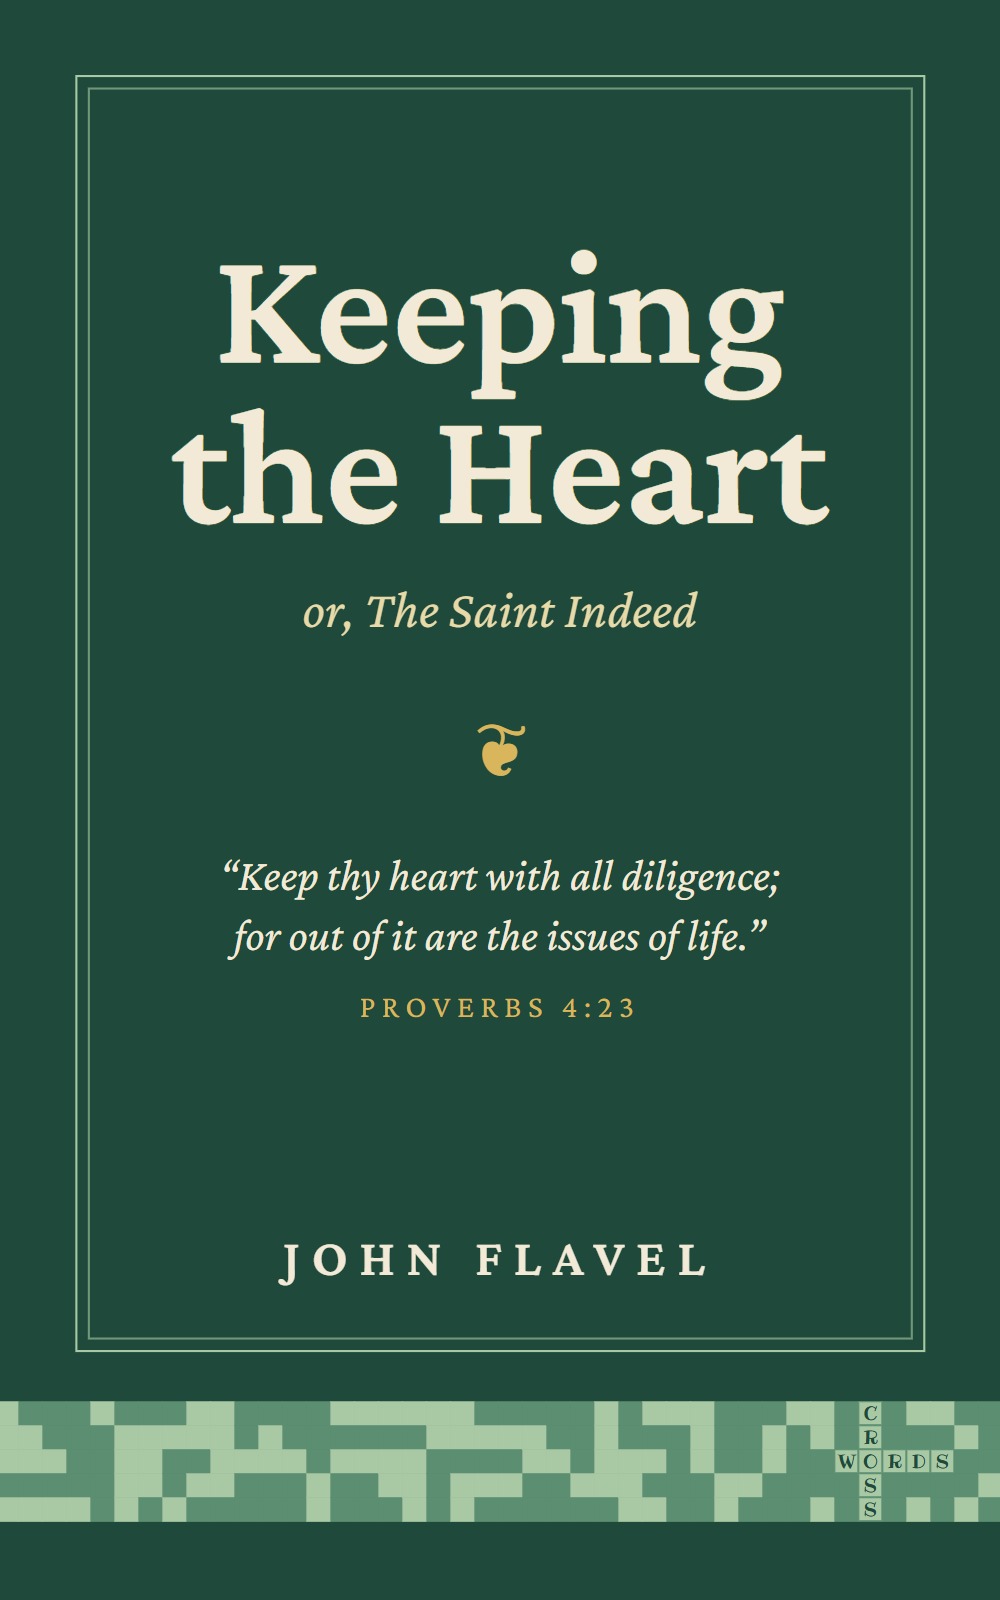 Keeping
the Heart
or, The Saint Indeed
“Keep thy heart with all diligence;
for out of it are the issues of life.”
PROVERBS 4:23
JOHN FLAVEL
CROSS
WORDS